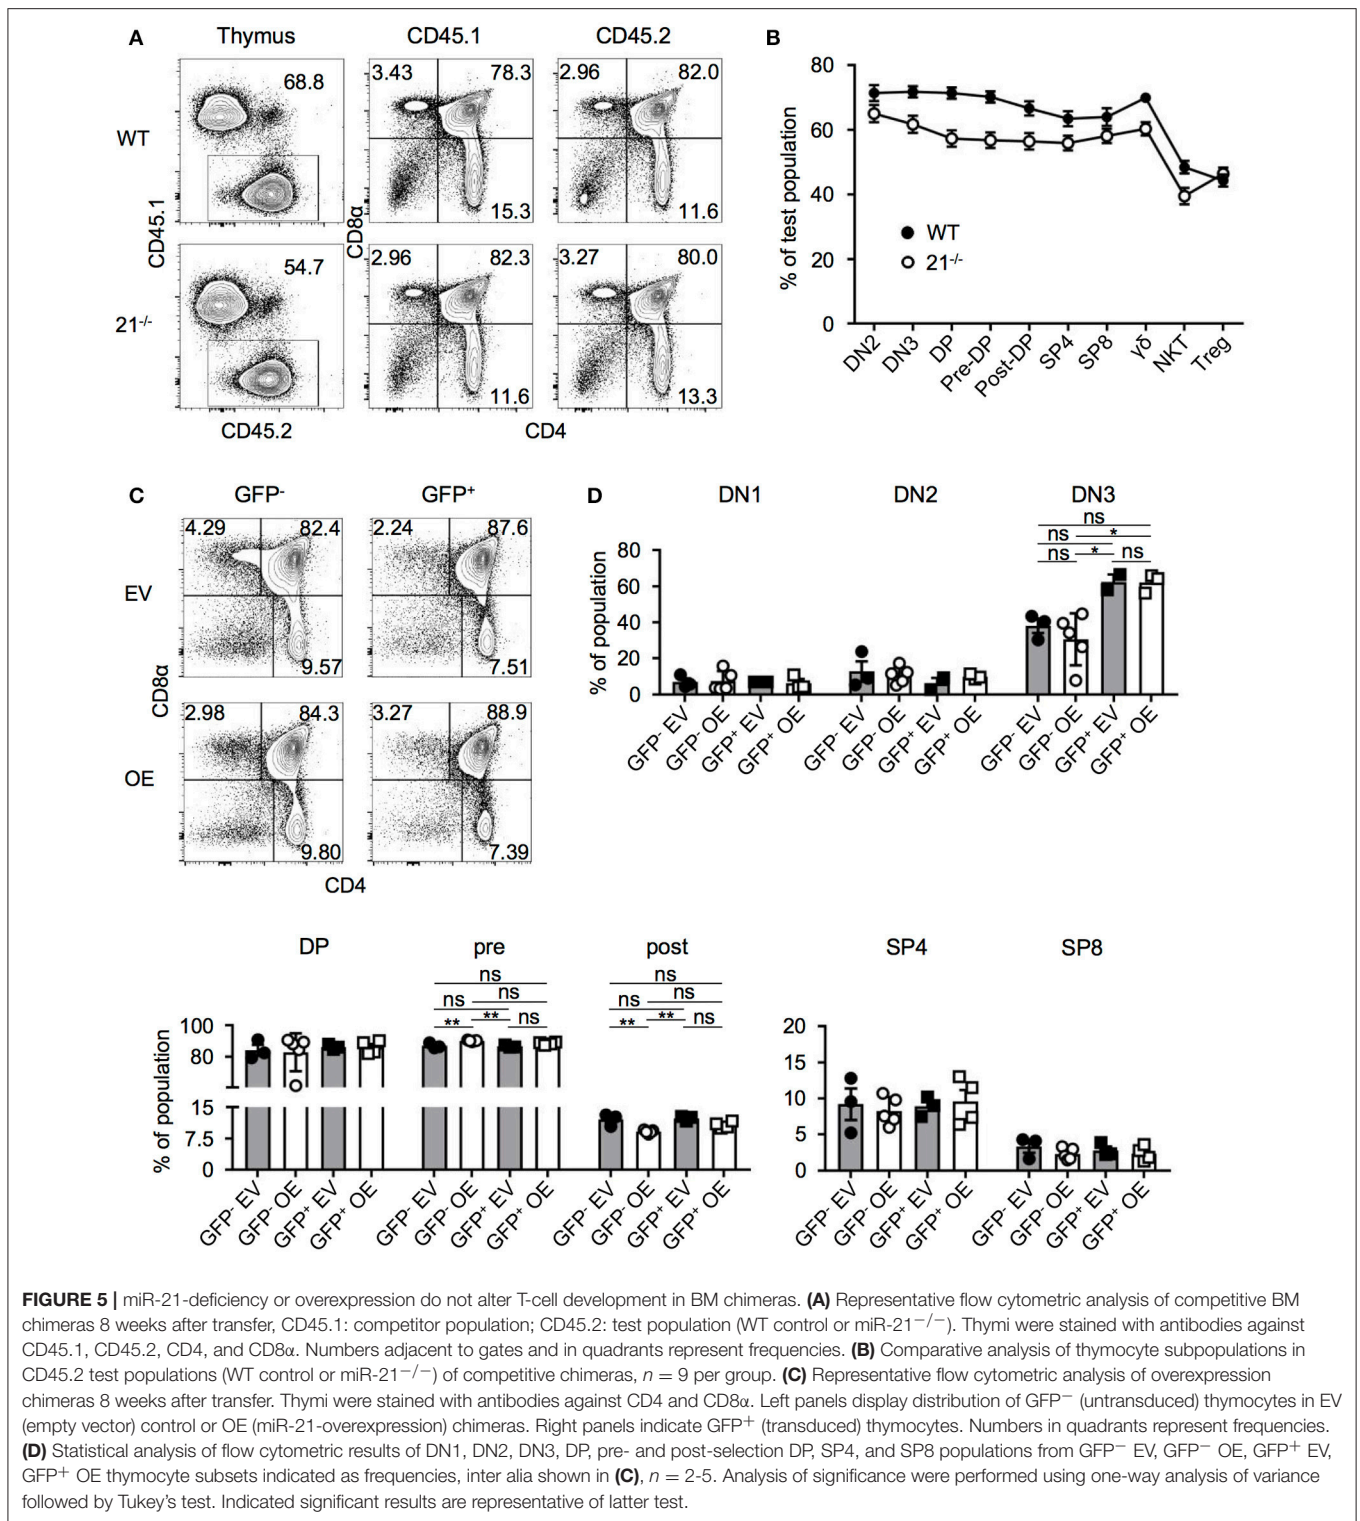 A
Thymus
CD45.1
CD45.2
68.8
3.43
78.3
2.96
82.0
WT
15.3
11.6
CD45.1
CD8α
54.7
2.96
82.3
3.27
80.0
21-/-
11.6
13.3
CD45.2
CD4
B
80
60
40
20
0
% of test population
WT
21-/-
DN2
DN3
DP
Pre-DP
Post-DP
SP4
SP8
γδ
NKT
Treg
C
GFP-
GFP+
4.29
82.4
2.24
87.6
EV
9.57
7.51
CD8α
2.98
84.3
3.27
88.9
OE
9.80
7.39
CD4
D
DN1
DN2
DN3
ns
ns *
ns * ns
80
60
40
20
0
% of population
GFP- EV
GFP- OE
GFP+ EV
GFP+ OE
GFP- EV
GFP- OE
GFP+ EV
GFP+ OE
GFP- EV
GFP- OE
GFP+ EV
GFP+ OE
DP
pre
post
ns
ns ns
** ** ns
ns
ns ns
** ** ns
100
80
15
7.5
0
% of population
GFP- EV
GFP- OE
GFP+ EV
GFP+ OE
GFP- EV
GFP- OE
GFP+ EV
GFP+ OE
GFP- EV
GFP- OE
GFP+ EV
GFP+ OE
SP4
SP8
20
15
10
5
0
GFP- EV
GFP- OE
GFP+ EV
GFP+ OE
GFP- EV
GFP- OE
GFP+ EV
GFP+ OE
FIGURE 5 | miR-21-deficiency or overexpression do not alter T-cell development in BM chimeras. (A) Representative flow cytometric analysis of competitive BM
chimeras 8 weeks after transfer, CD45.1: competitor population; CD45.2: test population (WT control or miR-21−/−). Thymi were stained with antibodies against
CD45.1, CD45.2, CD4, and CD8α. Numbers adjacent to gates and in quadrants represent frequencies. (B) Comparative analysis of thymocyte subpopulations in
CD45.2 test populations (WT control or miR-21−/−) of competitive chimeras, n = 9 per group. (C) Representative flow cytometric analysis of overexpression
chimeras 8 weeks after transfer. Thymi were stained with antibodies against CD4 and CD8α. Left panels display distribution of GFP− (untransduced) thymocytes in EV
(empty vector) control or OE (miR-21-overexpression) chimeras. Right panels indicate GFP+ (transduced) thymocytes. Numbers in quadrants represent frequencies.
(D) Statistical analysis of flow cytometric results of DN1, DN2, DN3, DP, pre- and post-selection DP, SP4, and SP8 populations from GFP− EV, GFP− OE, GFP+ EV,
GFP+ OE thymocyte subsets indicated as frequencies, inter alia shown in (C), n = 2-5. Analysis of significance were performed using one-way analysis of variance
followed by Tukey's test. Indicated significant results are representative of latter test.